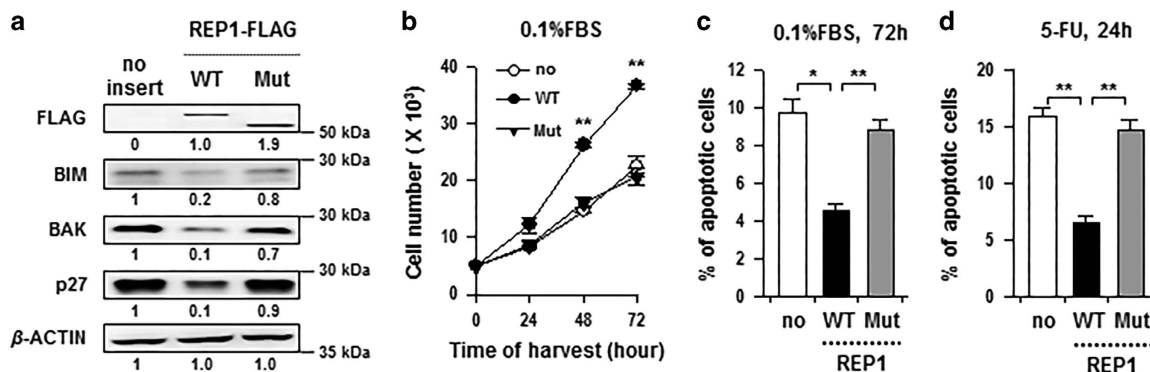 a
REP1-FLAG
no insert
WT
Mut
FLAG
50 kDa
0 1.0 1.9
30 kDa
BIM
1 0.2 0.8
30 kDa
BAK
1 0.1 0.7
30 kDa
p27
1 0.1 0.9
β-ACTIN
35 kDa
1 1.0 1.0
b
0.1%FBS
Cell number ( X 10³)
40
30
20
10
0
no
WT
Mut
**
**
0 24 48 72
Time of harvest (hour)
c
0.1%FBS, 72h
% of apoptotic cells
12
10
8
6
4
2
0
* **
no WT Mut
REP1
d
5-FU, 24h
% of apoptotic cells
20
15
10
5
0
** **
no WT Mut
REP1